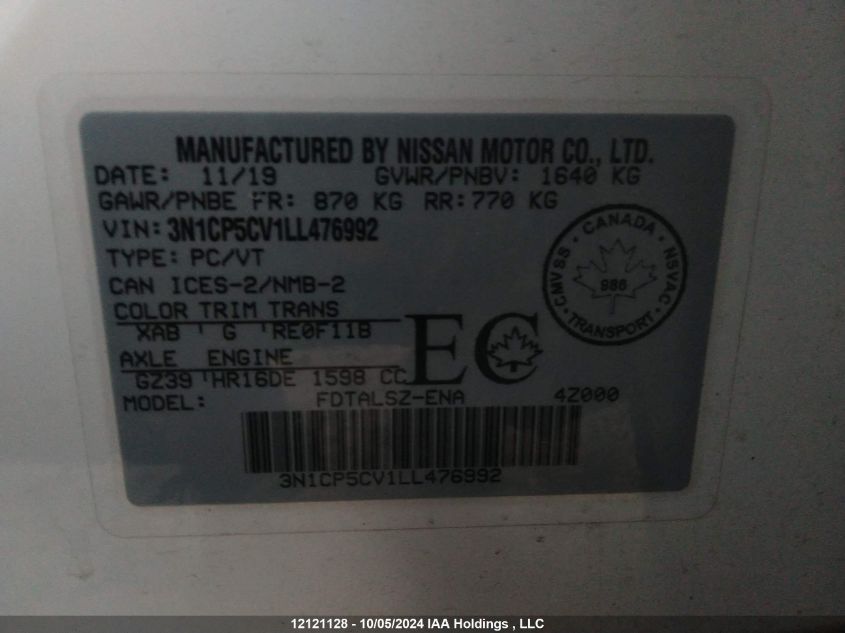 MANUFACTURED BY NISSAN MOTOR CO., LTD.
DATE: 11/19 GVWR/PNBV: 1640 KG
GAWR/PNBE FR: 870 KG RR: 770 KG
VIN: 3N1CP5CV1LL476992
TYPE: PC/VT
CAN ICES-2/NMB-2
COLOR TRIM TRANS
XAB G RE0F11B
AXLE ENGINE
GZ39 HR16DE 1598 CC
MODEL: FDTALSZ-ENA 4Z000
EC
CANADA
CMVSS NSVAC
986
TRANSPORT
3N1CP5CV1LL476992
12121128 - 10/05/2024 IAA Holdings , LLC